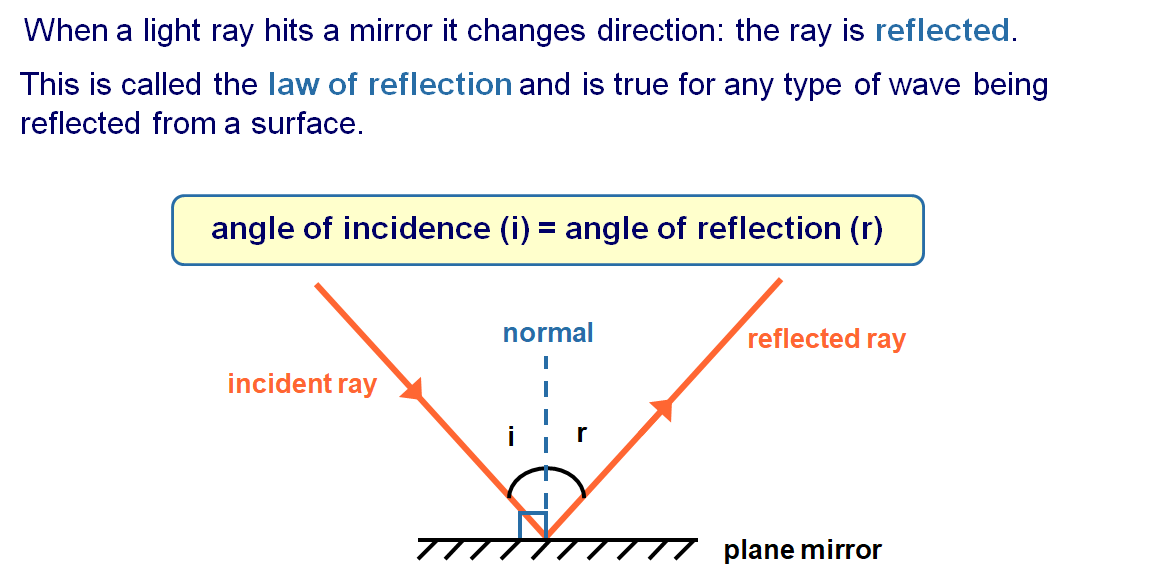 When a light ray hits a mirror it changes direction: the ray is reflected.
This is called the law of reflection and is true for any type of wave being
reflected from a surface.
angle of incidence (i) = angle of reflection (r)
normal
reflected ray
incident ray
i
r
plane mirror